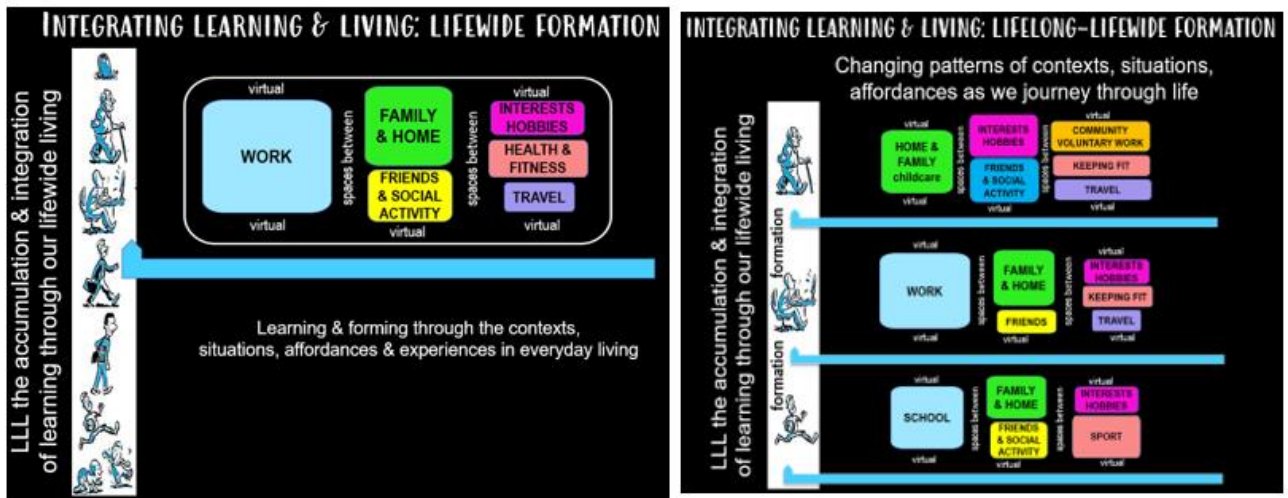 INTEGRATING LEARNING & LIVING: LIFEWIDE FORMATION
LLL the accumulation & integration
of learning through our lifewide living
virtual
WORK
virtual
spaces between
FAMILY
& HOME
FRIENDS
& SOCIAL
ACTIVITY
virtual
spaces between
virtual
INTERESTS
HOBBIES
HEALTH &
FITNESS
TRAVEL
virtual
Learning & forming through the contexts,
situations, affordances & experiences in everyday living
INTEGRATING LEARNING & LIVING: LIFELONG-LIFEWIDE FORMATION
Changing patterns of contexts, situations,
affordances as we journey through life
LLL the accumulation & integration
of learning through our lifewide living
virtual
HOME &
FAMILY
childcare
virtual
spaces between
INTERESTS
HOBBIES
FRIENDS
& SOCIAL
ACTIVITY
virtual
spaces between
virtual
COMMUNITY
VOLUNTARY WORK
KEEPING FIT
TRAVEL
virtual
formation
virtual
WORK
virtual
spaces between
FAMILY
& HOME
FRIENDS
spaces between
virtual
INTERESTS
HOBBIES
KEEPING FIT
TRAVEL
virtual
formation
virtual
SCHOOL
virtual
spaces between
FAMILY
& HOME
FRIENDS
& SOCIAL
ACTIVITY
virtual
spaces between
virtual
INTERESTS
HOBBIES
SPORT
virtual